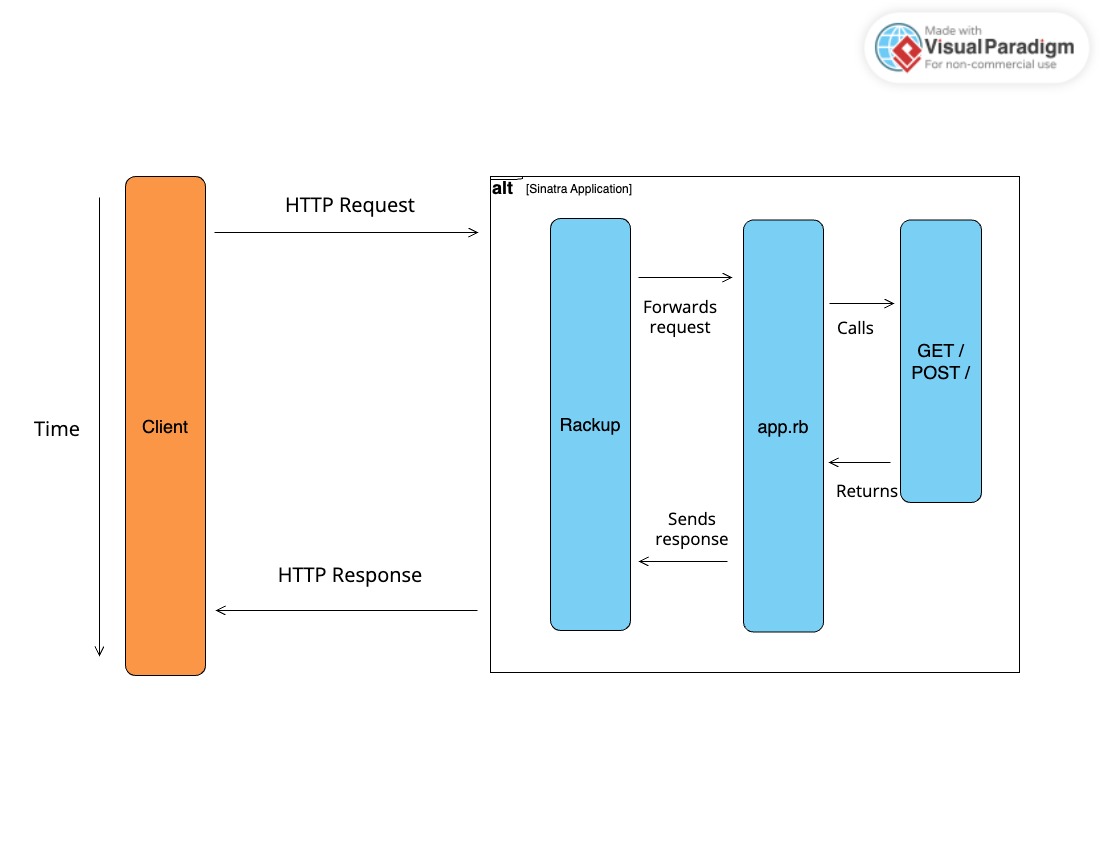 Made with
Visual Paradigm
For non-commercial use
alt [Sinatra Application]
HTTP Request
Forwards
request
Calls
GET /
POST /
Time
Client
Rackup
app.rb
Returns
Sends
response
HTTP Response